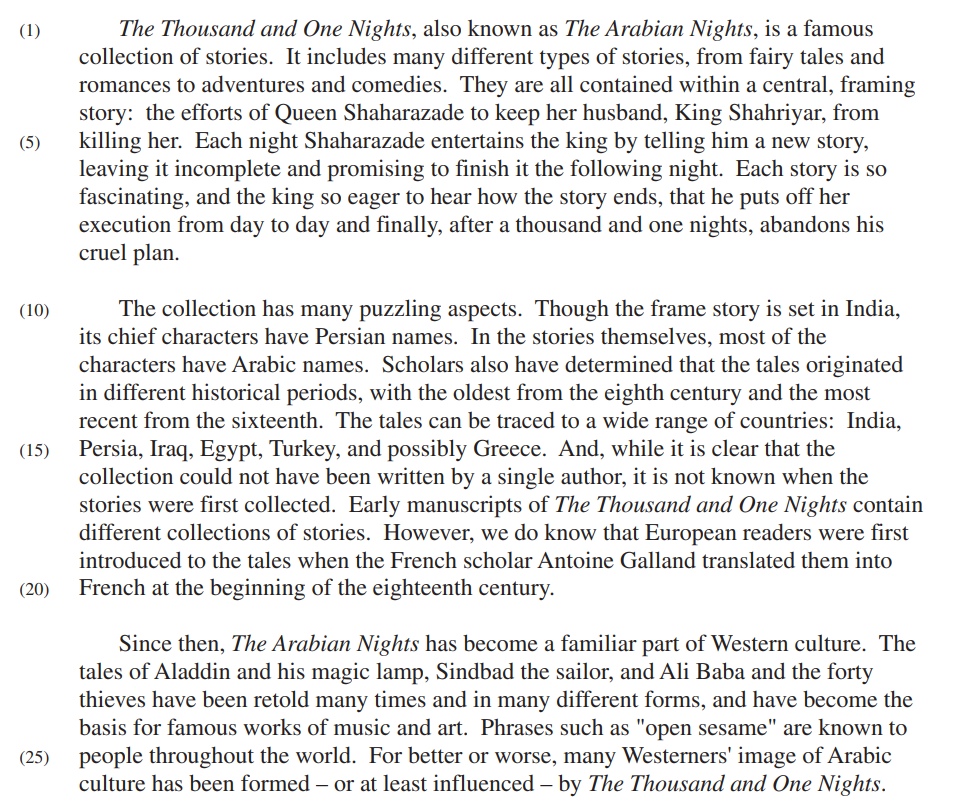 (1) The Thousand and One Nights, also known as The Arabian Nights, is a famous
collection of stories. It includes many different types of stories, from fairy tales and
romances to adventures and comedies. They are all contained within a central, framing
story: the efforts of Queen Shaharazade to keep her husband, King Shahriyar, from
(5) killing her. Each night Shaharazade entertains the king by telling him a new story,
leaving it incomplete and promising to finish it the following night. Each story is so
fascinating, and the king so eager to hear how the story ends, that he puts off her
execution from day to day and finally, after a thousand and one nights, abandons his
cruel plan.
(10) The collection has many puzzling aspects. Though the frame story is set in India,
its chief characters have Persian names. In the stories themselves, most of the
characters have Arabic names. Scholars also have determined that the tales originated
in different historical periods, with the oldest from the eighth century and the most
recent from the sixteenth. The tales can be traced to a wide range of countries: India,
(15) Persia, Iraq, Egypt, Turkey, and possibly Greece. And, while it is clear that the
collection could not have been written by a single author, it is not known when the
stories were first collected. Early manuscripts of The Thousand and One Nights contain
different collections of stories. However, we do know that European readers were first
introduced to the tales when the French scholar Antoine Galland translated them into
(20) French at the beginning of the eighteenth century.
Since then, The Arabian Nights has become a familiar part of Western culture. The
tales of Aladdin and his magic lamp, Sindbad the sailor, and Ali Baba and the forty
thieves have been retold many times and in many different forms, and have become the
basis for famous works of music and art. Phrases such as "open sesame" are known to
(25) people throughout the world. For better or worse, many Westerners' image of Arabic
culture has been formed – or at least influenced – by The Thousand and One Nights.